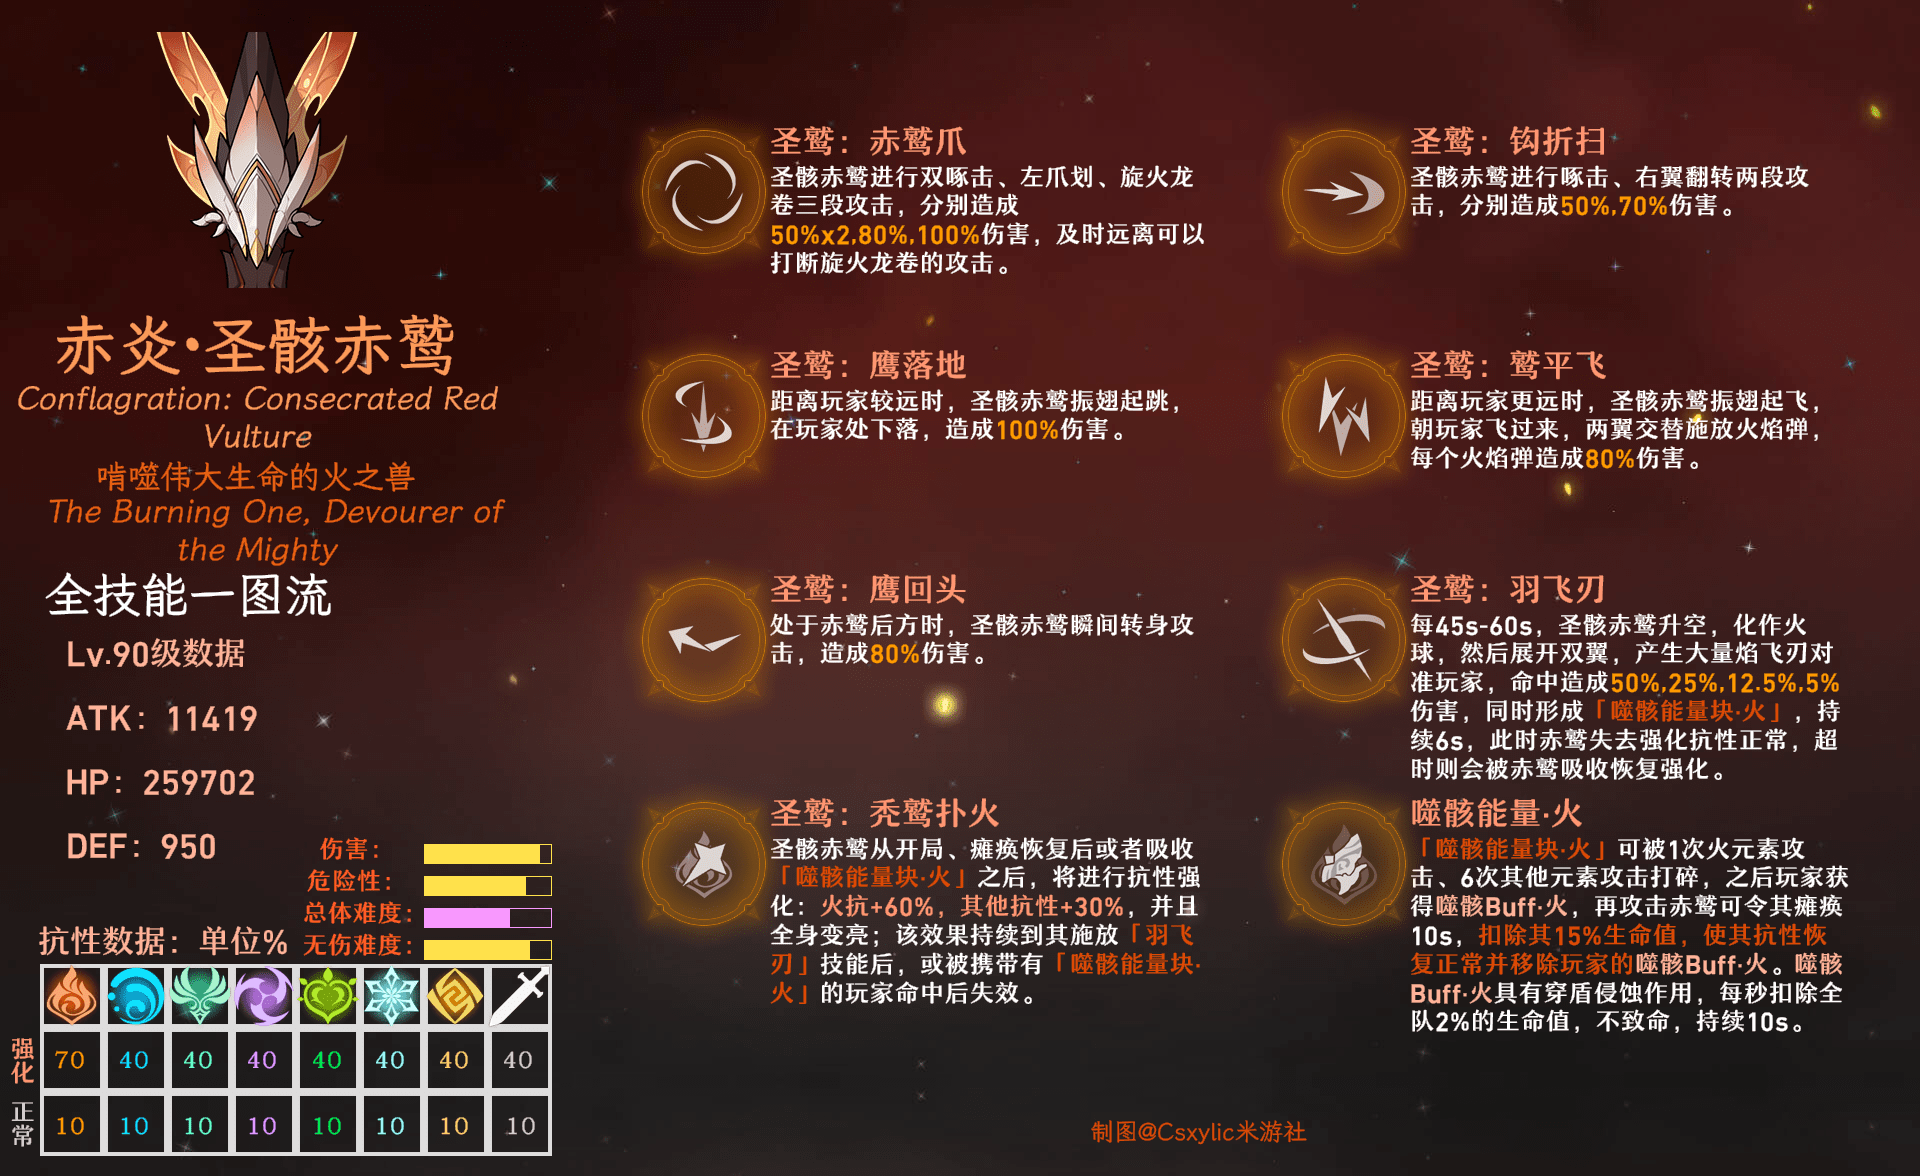 赤炎·圣骸赤鹫
Conflagration: Consecrated Red
Vulture
啃噬伟大生命的火之兽
The Burning One, Devourer of
the Mighty
全技能一图流
Lv.90级数据
ATK：11419
HP：259702
DEF：950
伤害：
危险性：
总体难度：
无伤难度：
抗性数据：单位%
强化 70 40 40 40 40 40 40 40
正常 10 10 10 10 10 10 10 10
圣鹫：赤鹫爪
圣骸赤鹫进行双啄击、左爪划、旋火龙
卷三段攻击，分别造成
50%x2,80%,100%伤害，及时远离可以
打断旋火龙卷的攻击。
圣鹫：钩折扫
圣骸赤鹫进行啄击、右翼翻转两段攻
击，分别造成50%,70%伤害。
圣鹫：鹰落地
距离玩家较远时，圣骸赤鹫振翅起跳，
在玩家处下落，造成100%伤害。
圣鹫：鹫平飞
距离玩家更远时，圣骸赤鹫振翅起飞，
朝玩家飞过来，两翼交替施放火焰弹，
每个火焰弹造成80%伤害。
圣鹫：鹰回头
处于赤鹫后方时，圣骸赤鹫瞬间转身攻
击，造成80%伤害。
圣鹫：羽飞刃
每45s-60s，圣骸赤鹫升空，化作火
球，然后展开双翼，产生大量焰飞刃对
准玩家，命中造成50%,25%,12.5%,5%
伤害，同时形成「噬骸能量块·火」，持
续6s，此时赤鹫失去强化抗性正常，超
时则会被赤鹫吸收恢复强化。
圣鹫：秃鹫扑火
圣骸赤鹫从开局、瘫痪恢复后或者吸收
「噬骸能量块·火」之后，将进行抗性强
化：火抗+60%，其他抗性+30%，并且
全身变亮；该效果持续到其施放「羽飞
刃」技能后，或被携带有「噬骸能量块·
火」的玩家命中后失效。
噬骸能量·火
「噬骸能量块·火」可被1次火元素攻
击、6次其他元素攻击打碎，之后玩家获
得噬骸Buff·火，再攻击赤鹫可令其瘫痪
10s，扣除其15%生命值，使其抗性恢
复正常并移除玩家的噬骸Buff·火。噬骸
Buff·火具有穿盾侵蚀作用，每秒扣除全
队2%的生命值，不致命，持续10s。
制图@Csxylic米游社